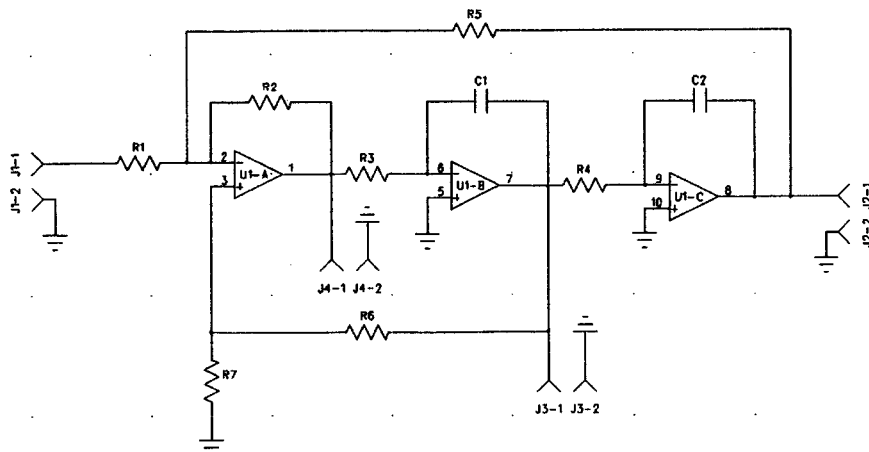 R5
R2
C1
C2
J1-1
R1
2
3
U1-A
1
R3
6
5
U1-B
7
R4
9
10
U1-C
8
J2-1
J1-2
J2-2
J4-1
J4-2
R6
R7
J3-1
J3-2